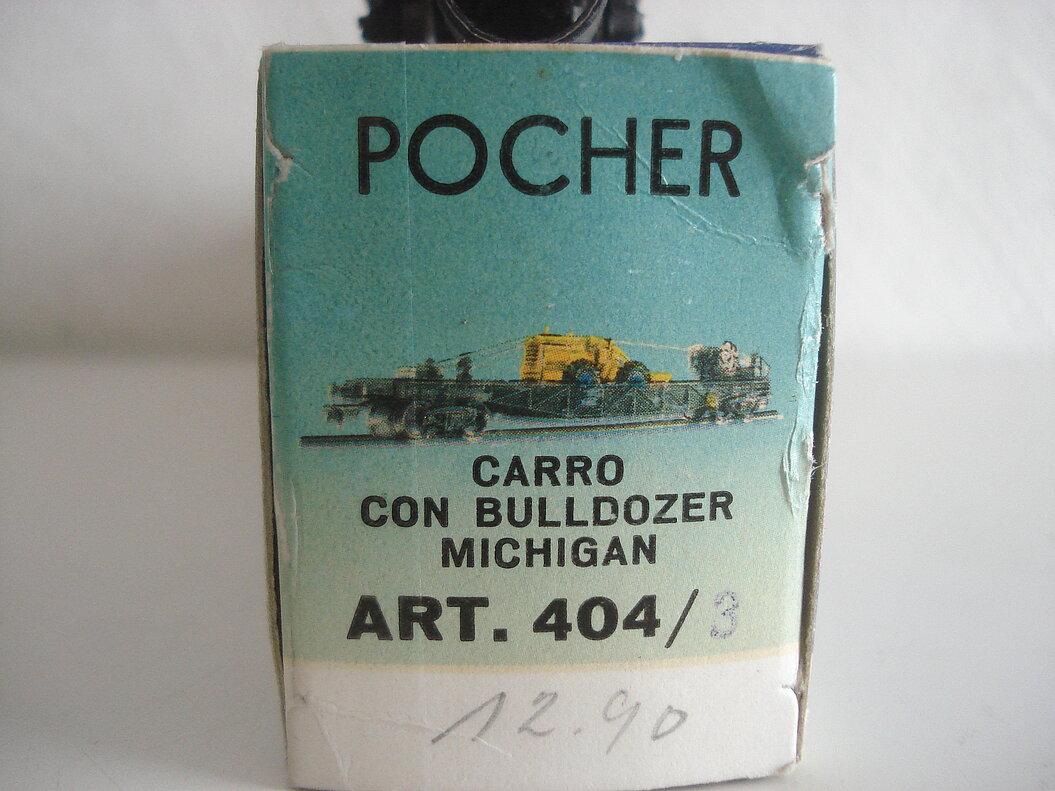 POCHER
CARRO
CON BULLDOZER
MICHIGAN
ART. 404/3
12.90